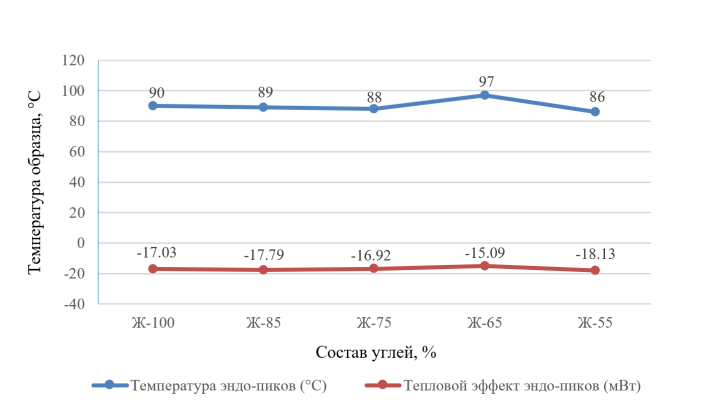 120
100
80
60
40
20
0
-20
-40
Температура образца, °C
90
89
88
97
86
-17.03
-17.79
-16.92
-15.09
-18.13
Ж-100
Ж-85
Ж-75
Ж-65
Ж-55
Состав углей, %
Температура эндо-пиков (°C)
Тепловой эффект эндо-пиков (мВт)